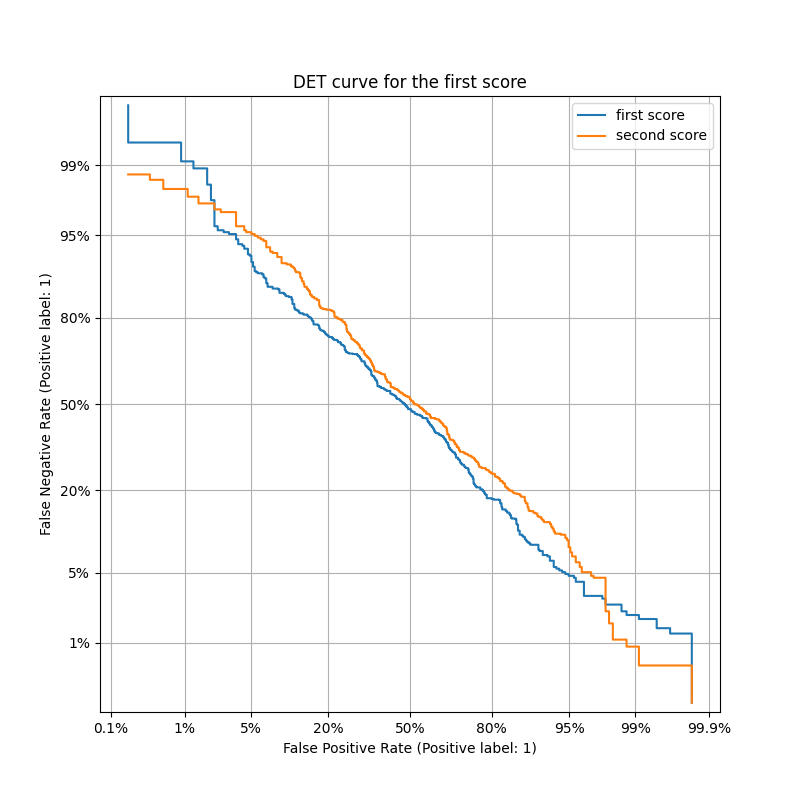 DET curve for the first score
first score
second score
99%
95%
80%
50%
20%
5%
1%
False Negative Rate (Positive label: 1)
0.1% 1% 5% 20% 50% 80% 95% 99% 99.9%
False Positive Rate (Positive label: 1)